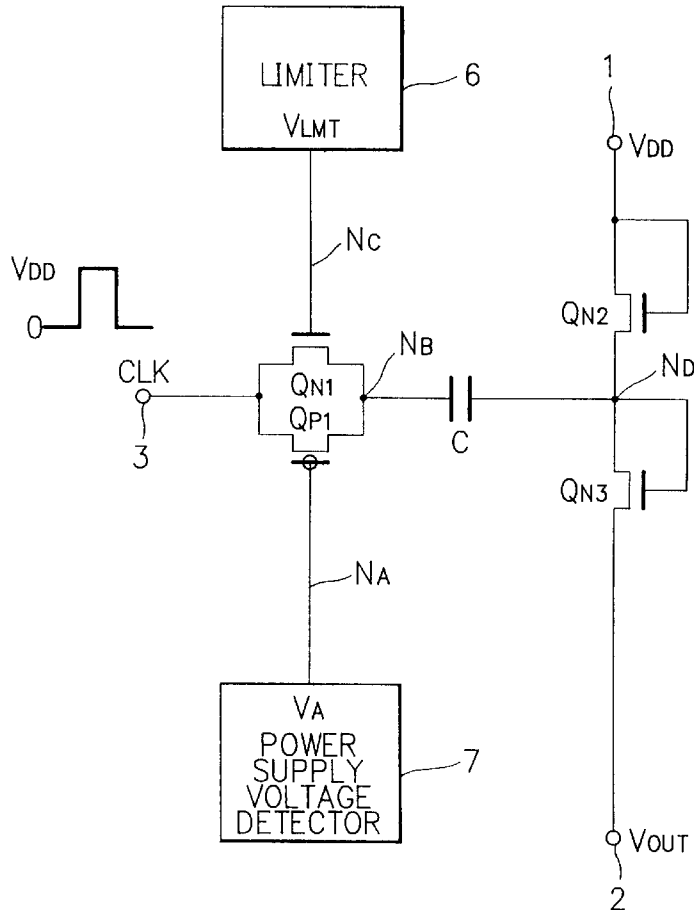 LIMITER
VLMT
6
1
VDD
NC
VDD
0
QN2
CLK
NB
ND
QN1
QP1
3
C
QN3
NA
VA
POWER
SUPPLY
VOLTAGE
DETECTOR
7
VOUT
2